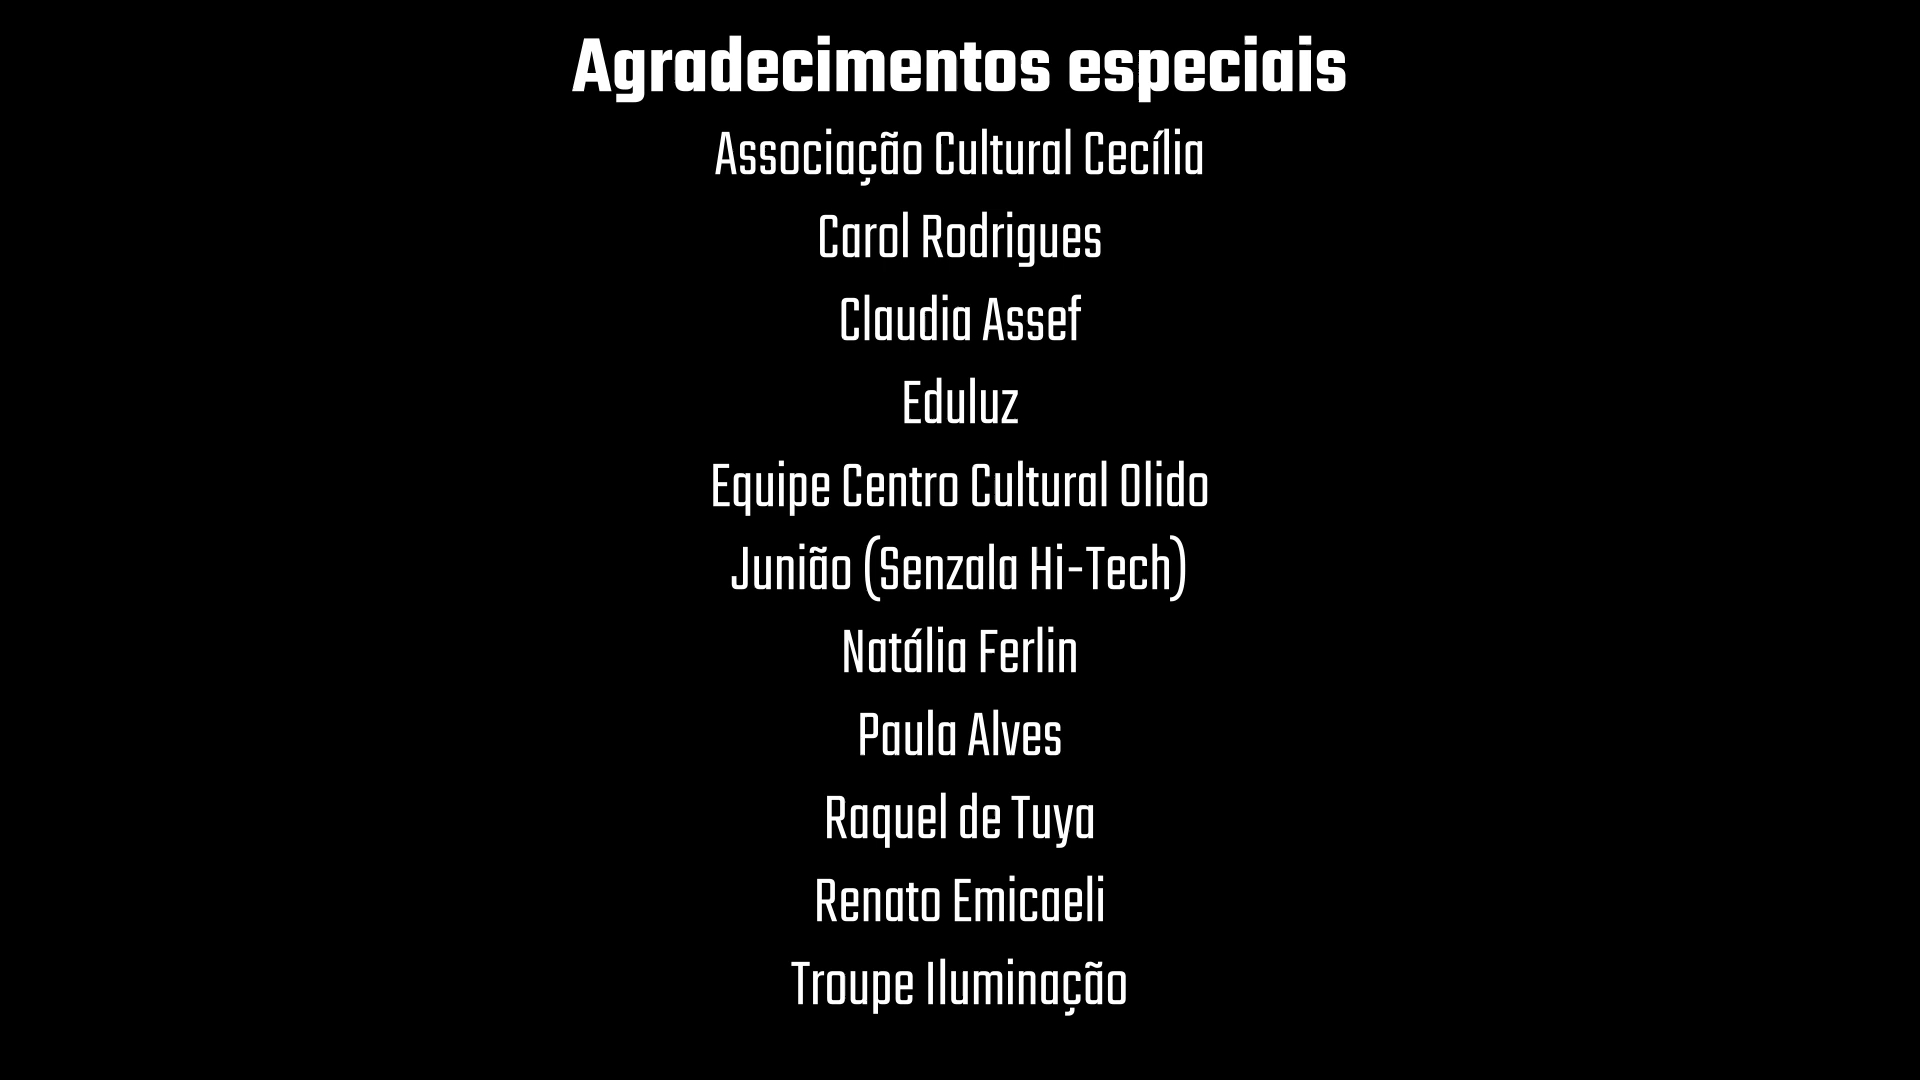 Agradecimentos especiais
Associação Cultural Cecília
Carol Rodrigues
Claudia Assef
Eduluz
Equipe Centro Cultural Olido
Junião (Senzala Hi-Tech)
Natália Ferlin
Paula Alves
Raquel de Tuya
Renato Emicaeli
Troupe Iluminação